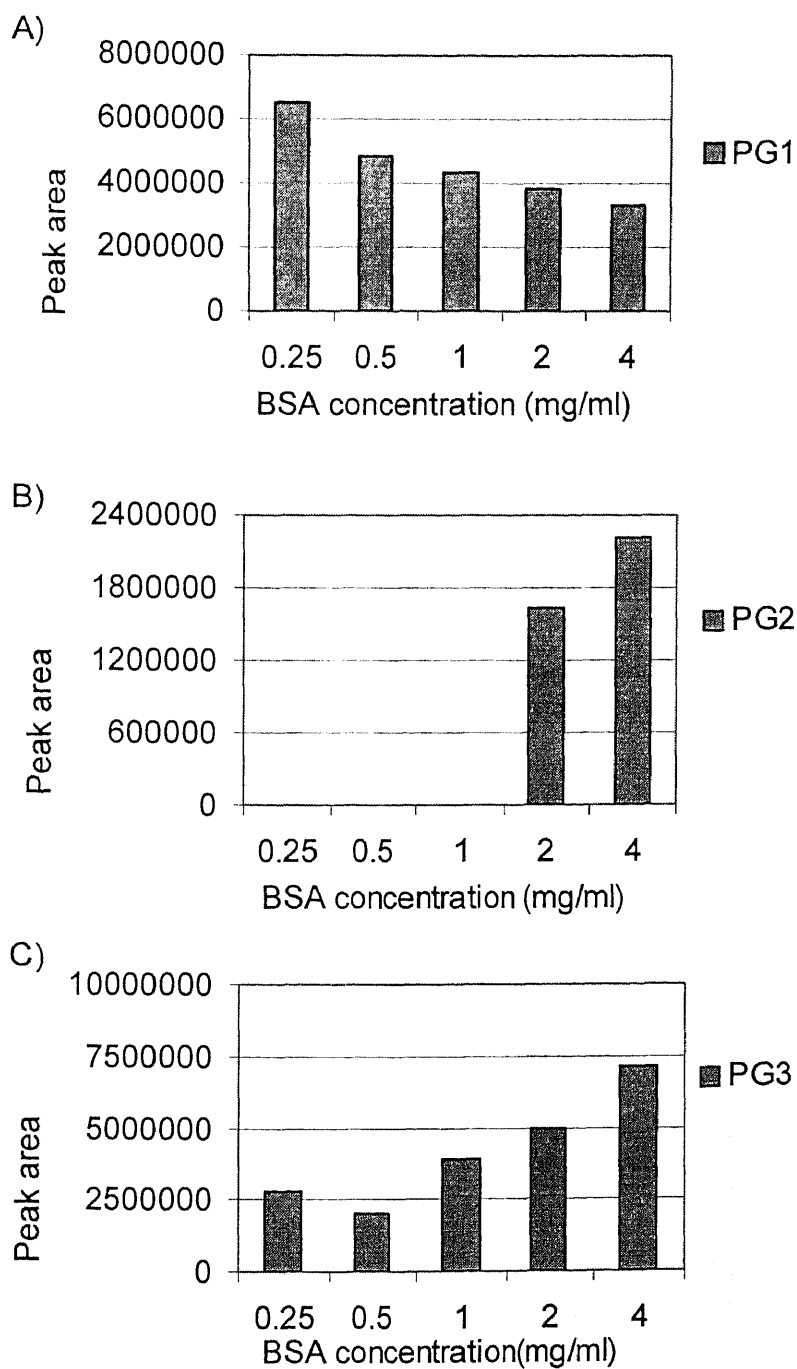 A)
8000000
6000000
4000000
2000000
0
Peak area
0.25 0.5 1 2 4
BSA concentration (mg/ml)
PG1
B)
2400000
1800000
1200000
600000
0
Peak area
0.25 0.5 1 2 4
BSA concentration (mg/ml)
PG2
C)
10000000
7500000
5000000
2500000
0
Peak area
0.25 0.5 1 2 4
BSA concentration(mg/ml)
PG3